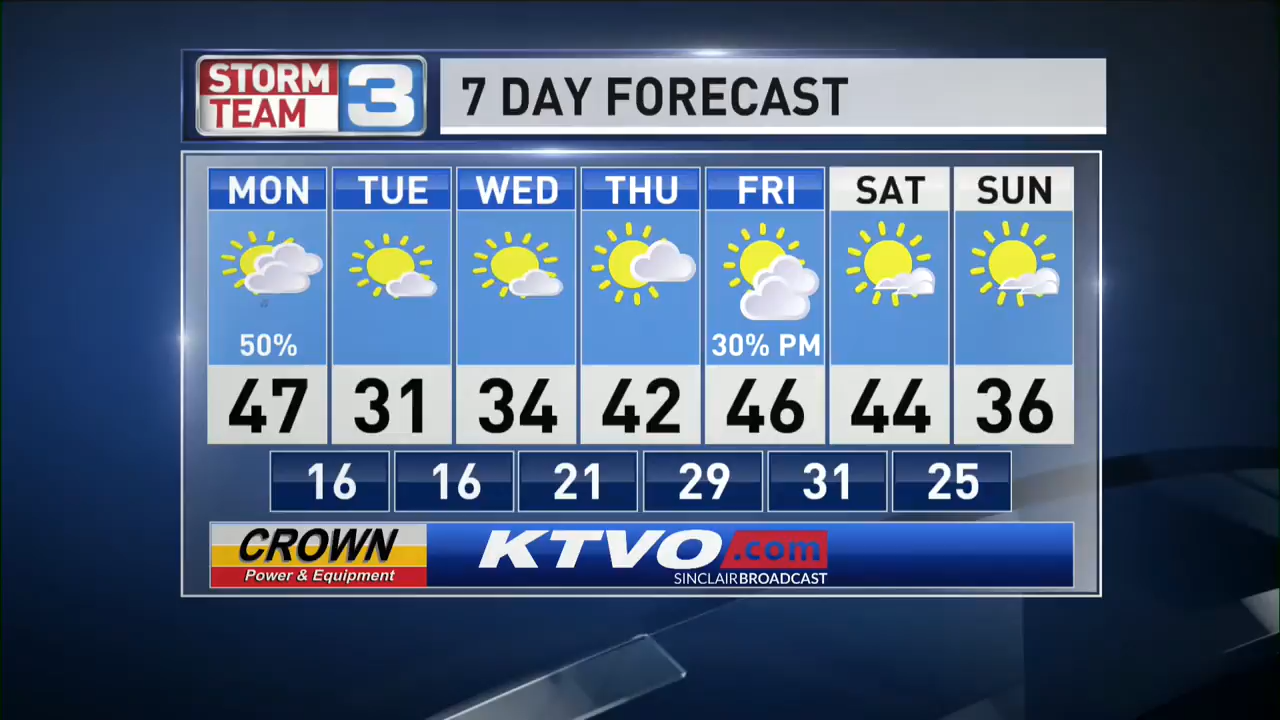 STORM TEAM 3
7 DAY FORECAST
MON TUE WED THU FRI SAT SUN
50% 30% PM
47 31 34 42 46 44 36
16 16 21 29 31 25
CROWN
Power & Equipment
KTVO.com
SINCLAIRBROADCAST